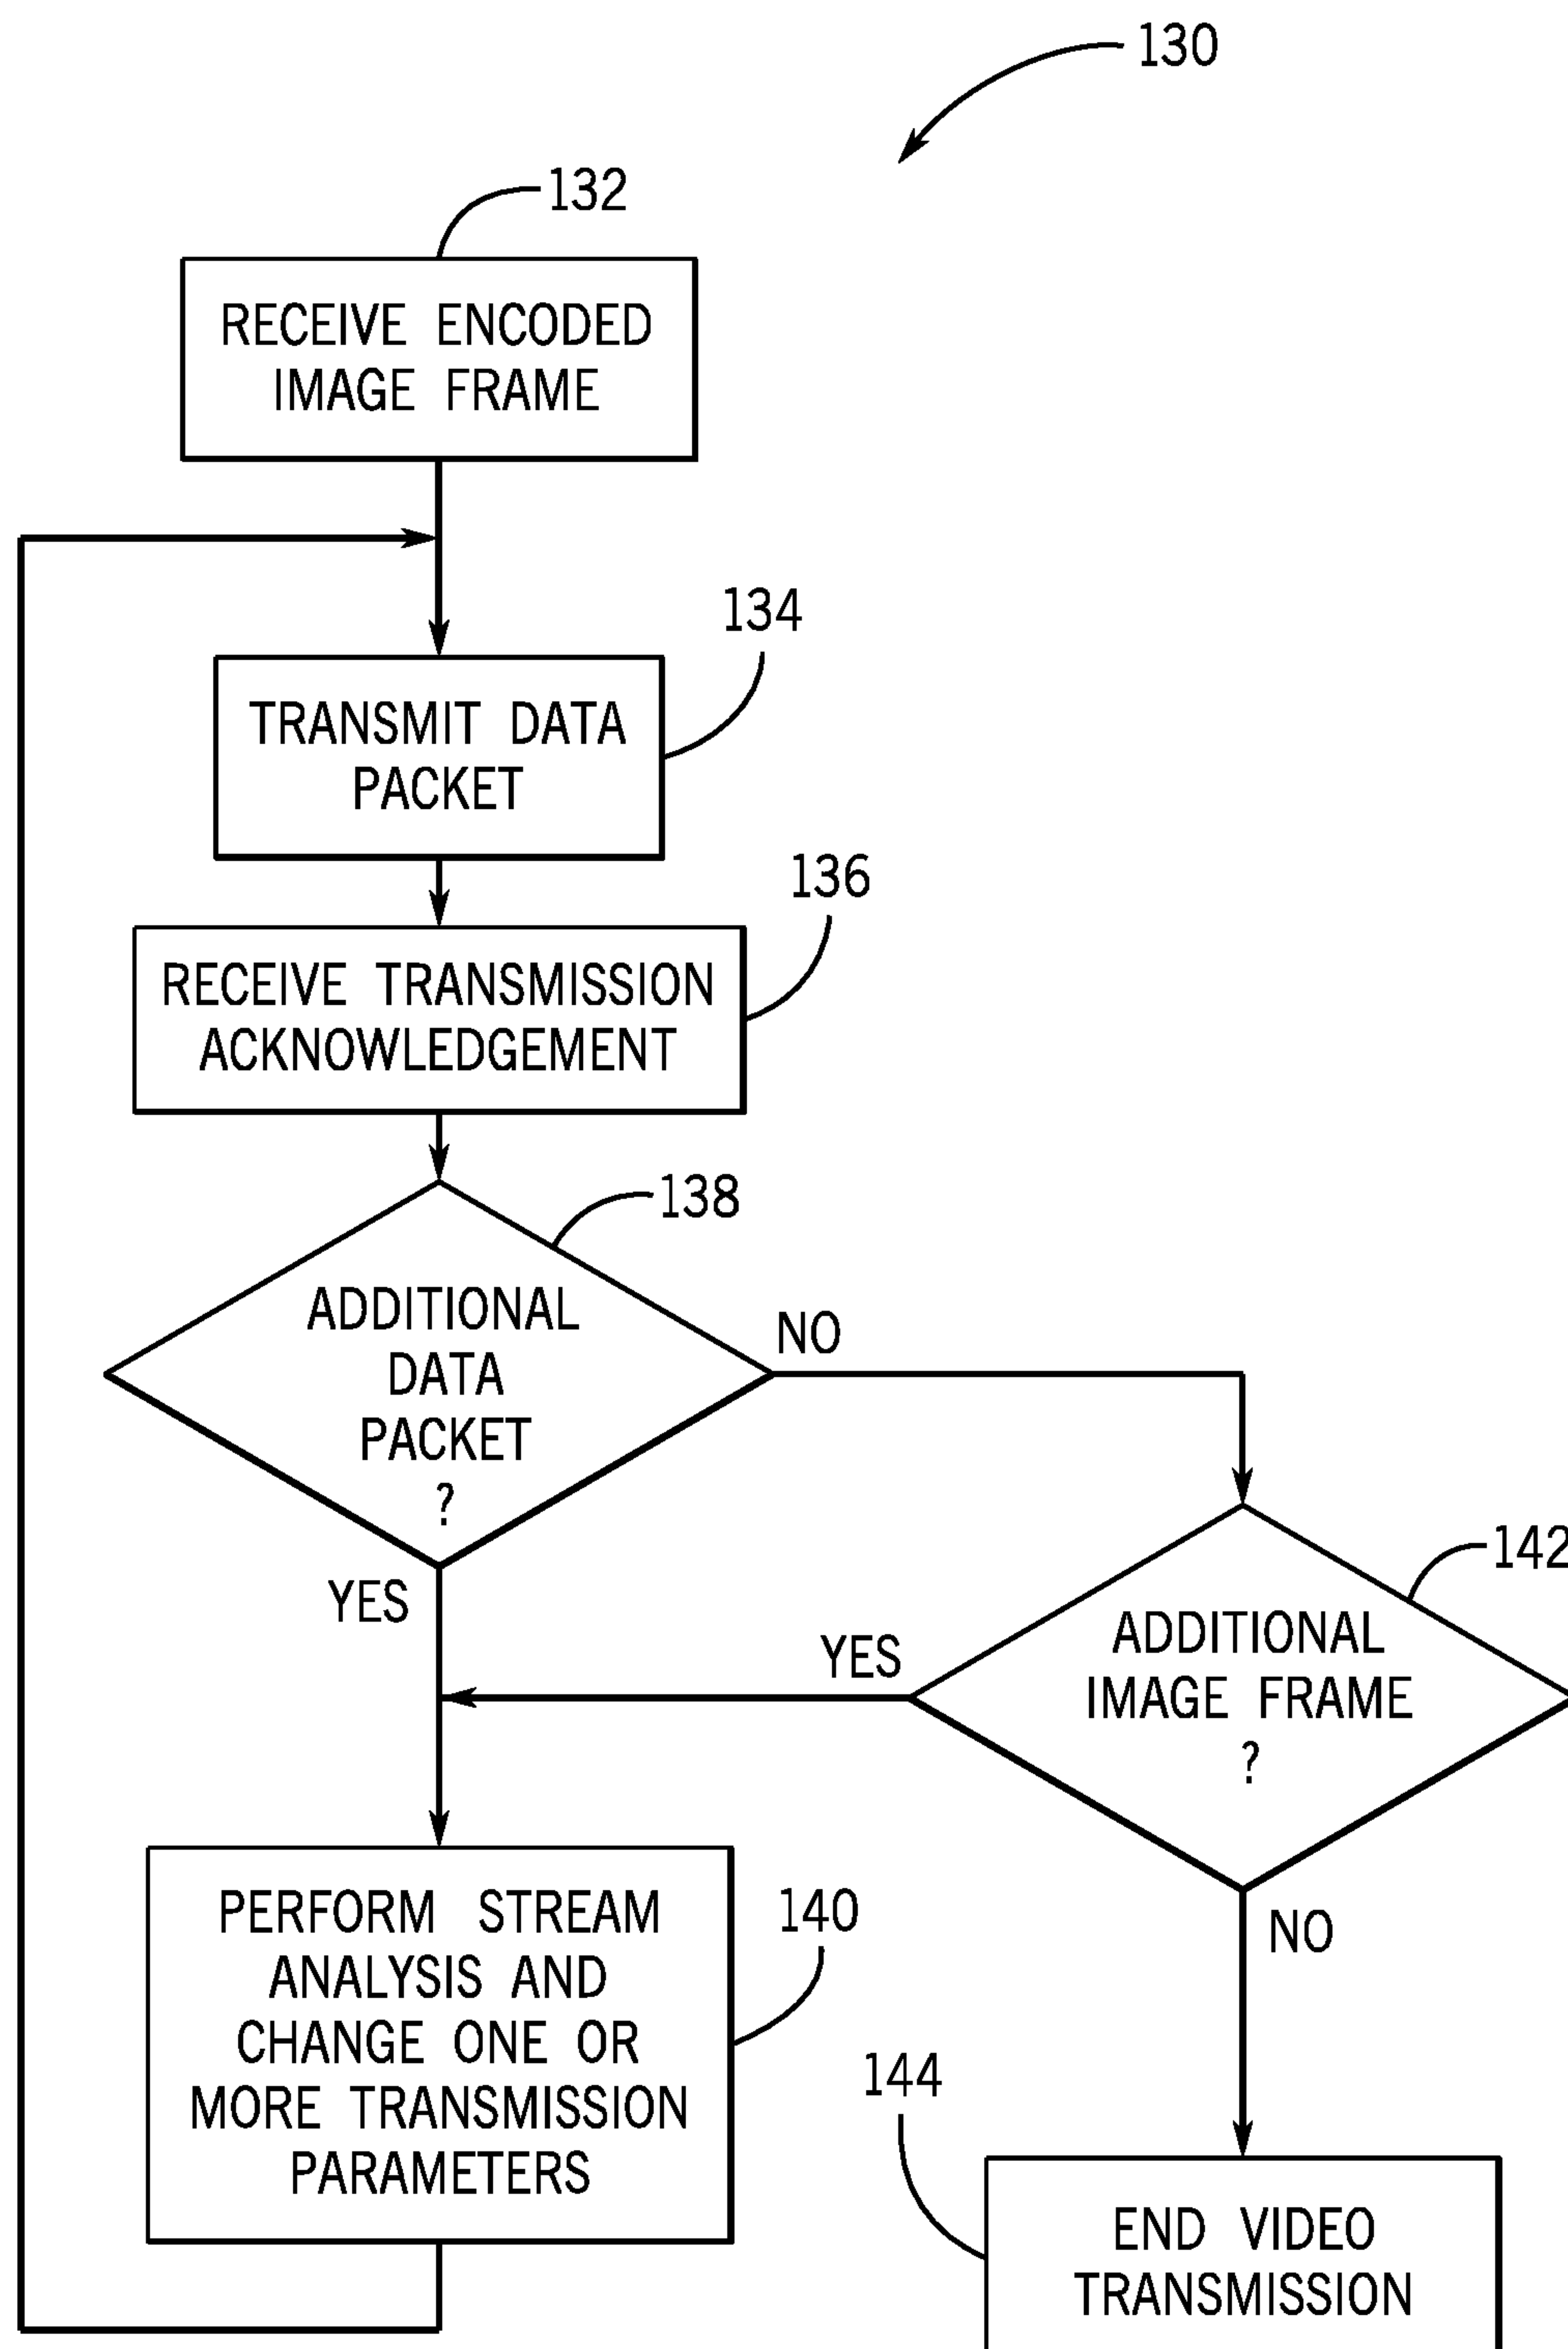 130
132
RECEIVE ENCODED
IMAGE FRAME
134
TRANSMIT DATA
PACKET
136
RECEIVE TRANSMISSION
ACKNOWLEDGEMENT
138
ADDITIONAL
DATA
PACKET
?
NO
YES
142
ADDITIONAL
IMAGE FRAME
?
YES
NO
140
PERFORM STREAM
ANALYSIS AND
CHANGE ONE OR
MORE TRANSMISSION
PARAMETERS
144
END VIDEO
TRANSMISSION